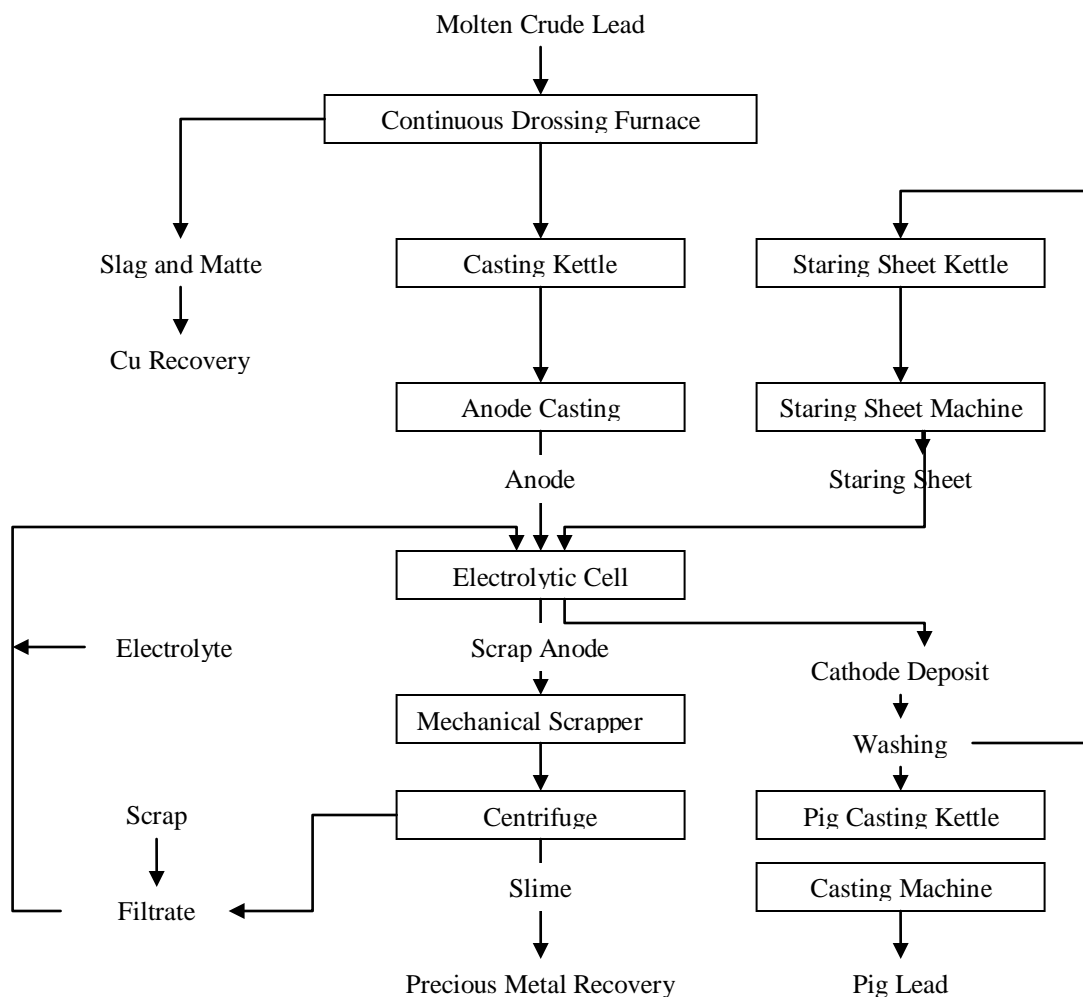 Molten Crude Lead
Continuous Drossing Furnace
Slag and Matte
Casting Kettle
Staring Sheet Kettle
Cu Recovery
Anode Casting
Staring Sheet Machine
Anode
Staring Sheet
Electrolytic Cell
Electrolyte
Scrap Anode
Cathode Deposit
Mechanical Scrapper
Washing
Scrap
Centrifuge
Pig Casting Kettle
Slime
Casting Machine
Filtrate
Precious Metal Recovery
Pig Lead